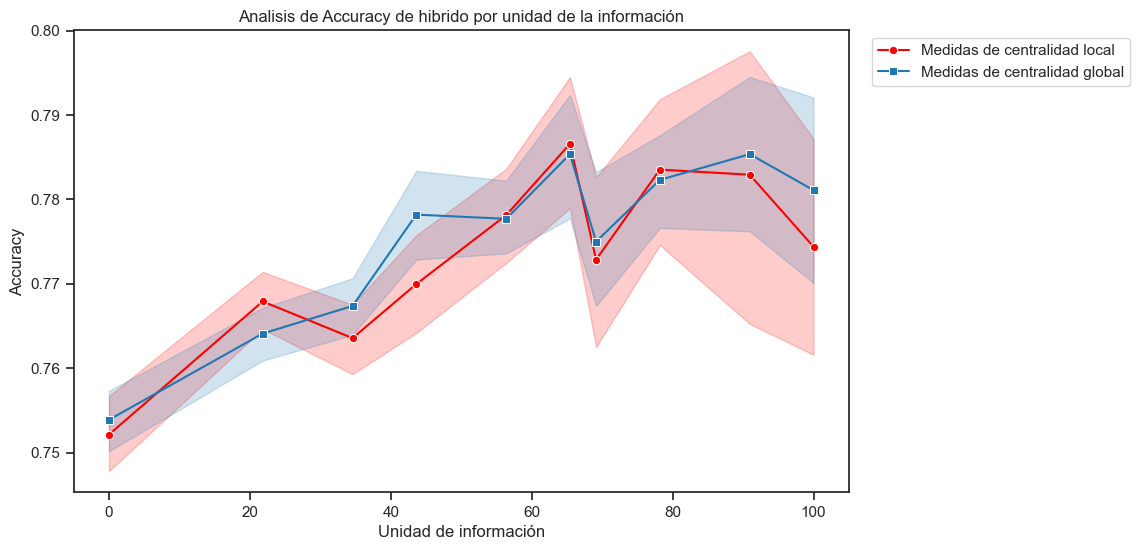 Analisis de Accuracy de hibrido por unidad de la información
Medidas de centralidad local
Medidas de centralidad global
Accuracy
0.80
0.79
0.78
0.77
0.76
0.75
0 20 40 60 80 100
Unidad de información